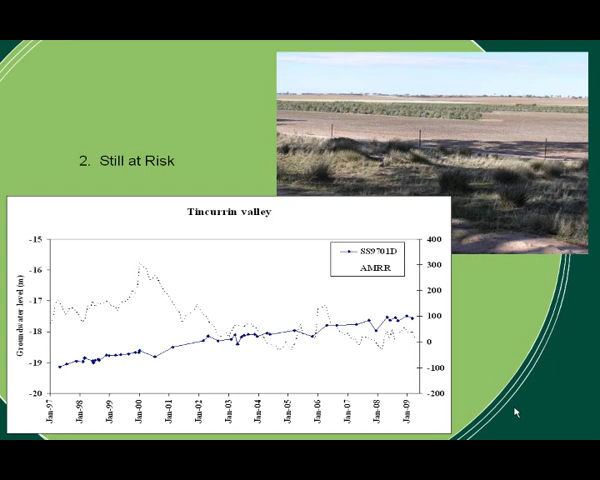 2. Still at Risk
Tincurrin valley
Groundwater level (m)
-15
-16
-17
-18
-19
-20
400
300
200
100
0
-100
-200
SS9701D
AMRR
Jan-97
Jan-98
Jan-99
Jan-00
Jan-01
Jan-02
Jan-03
Jan-04
Jan-05
Jan-06
Jan-07
Jan-08
Jan-09